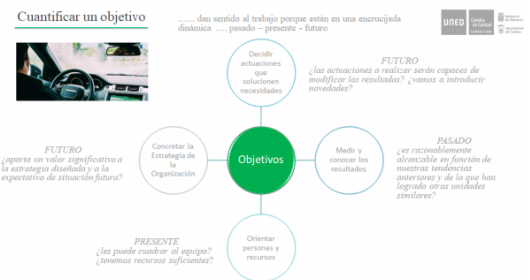 Cuantificar un objetivo
...... dan sentido al trabajo porque están en una encrucijada
dinámica .... pasado – presente - futuro
UNED
Decidir
actuaciones
que
solucionen
necesidades
FUTURO
¿las actuaciones a realizar serán capaces de
modificar los resultados? ¿vamos a introducir
novedades?
FUTURO
¿aporta un valor significativo a
la estrategia diseñada y a la
expectativa de situación futura?
Concretar la
Estrategia de
la
Organización
Objetivos
Medir y
conocer los
resultados
PASADO
¿es razonablemente
alcanzable en función de
nuestras tendencias
anteriores y de lo que han
logrado otras unidades
similares?
PRESENTE
¿les puede cuadrar al equipo?
¿tenemos recursos suficientes?
Orientar
personas y
recursos